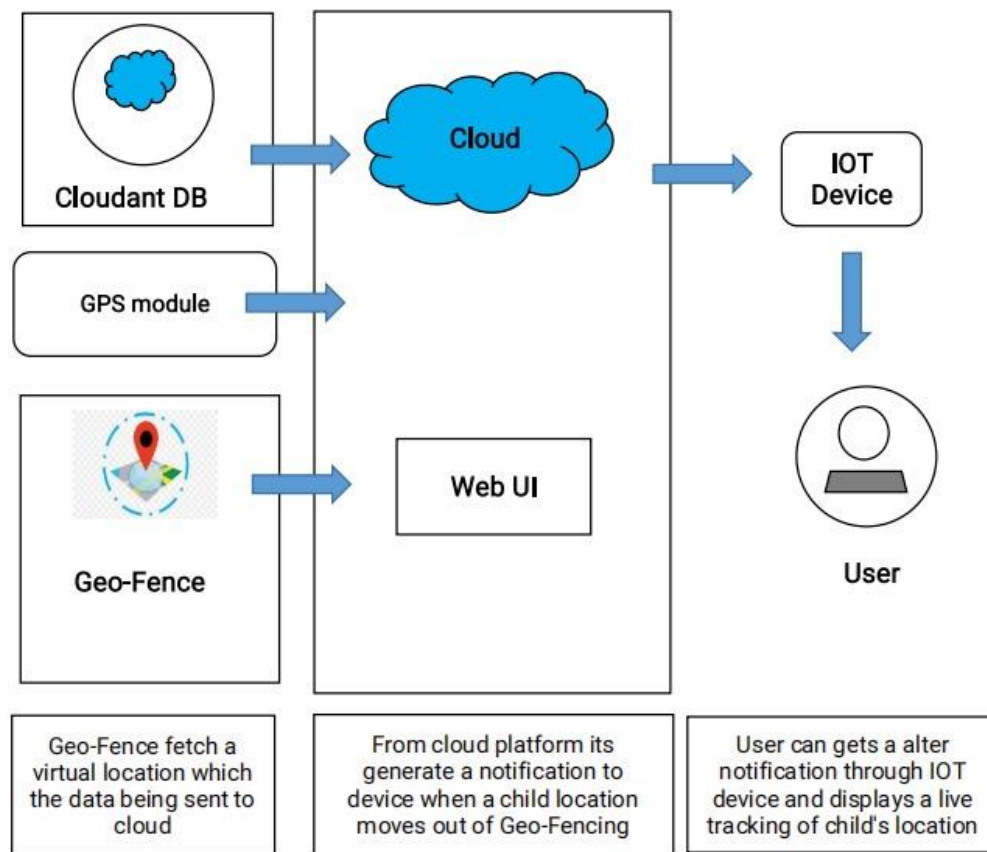 Cloudant DB
Cloud
IOT
Device
GPS module
Geo-Fence
Web UI
User
Geo-Fence fetch a
virtual location which
the data being sent to
cloud
From cloud platform its
generate a notification to
device when a child location
moves out of Geo-Fencing
User can gets a alter
notification through IOT
device and displays a live
tracking of child's location